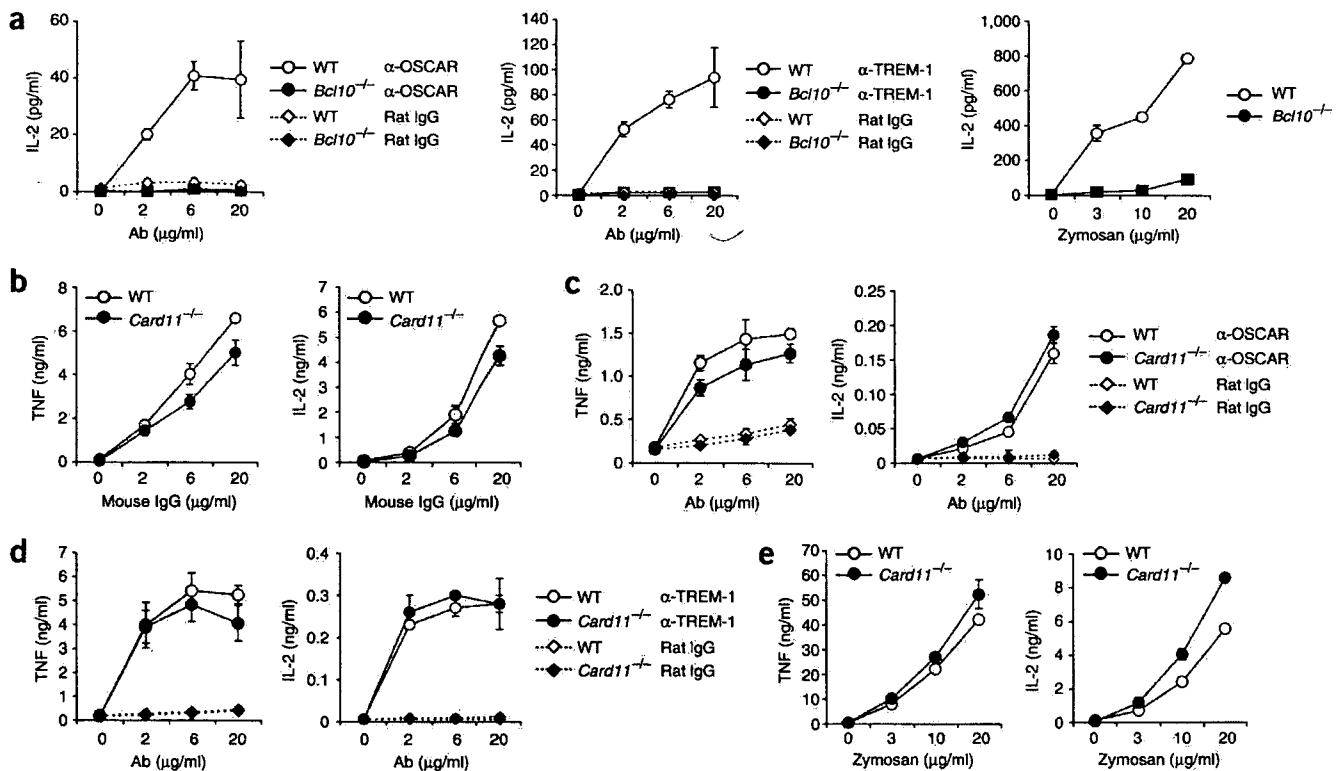 a
IL-2 (pg/ml)
60
40
20
0
0 2 6 20
Ab (µg/ml)
WT α-OSCAR
Bcl10–/– α-OSCAR
WT Rat IgG
Bcl10–/– Rat IgG
IL-2 (pg/ml)
140
120
100
80
60
40
20
0
0 2 6 20
Ab (µg/ml)
WT α-TREM-1
Bcl10–/– α-TREM-1
WT Rat IgG
Bcl10–/– Rat IgG
IL-2 (pg/ml)
1,000
800
600
400
200
0
0 3 10 20
Zymosan (µg/ml)
WT
Bcl10–/–
b
TNF (ng/ml)
8
6
4
2
0
WT
Card11–/–
0 2 6 20
Mouse IgG (µg/ml)
IL-2 (ng/ml)
7
6
5
4
3
2
1
0
WT
Card11–/–
0 2 6 20
Mouse IgG (µg/ml)
c
TNF (ng/ml)
2.0
1.5
1.0
0.5
0
0 2 6 20
Ab (µg/ml)
IL-2 (ng/ml)
0.25
0.20
0.15
0.10
0.05
0
0 2 6 20
Ab (µg/ml)
WT α-OSCAR
Card11–/– α-OSCAR
WT Rat IgG
Card11–/– Rat IgG
d
TNF (ng/ml)
7
6
5
4
3
2
1
0
0 2 6 20
Ab (µg/ml)
IL-2 (ng/ml)
0.4
0.3
0.2
0.1
0
0 2 6 20
Ab (µg/ml)
WT α-TREM-1
Card11–/– α-TREM-1
WT Rat IgG
Card11–/– Rat IgG
e
TNF (ng/ml)
70
60
50
40
30
20
10
0
WT
Card11–/–
0 3 10 20
Zymosan (µg/ml)
IL-2 (ng/ml)
10
8
6
4
2
0
WT
Card11–/–
0 3 10 20
Zymosan (µg/ml)